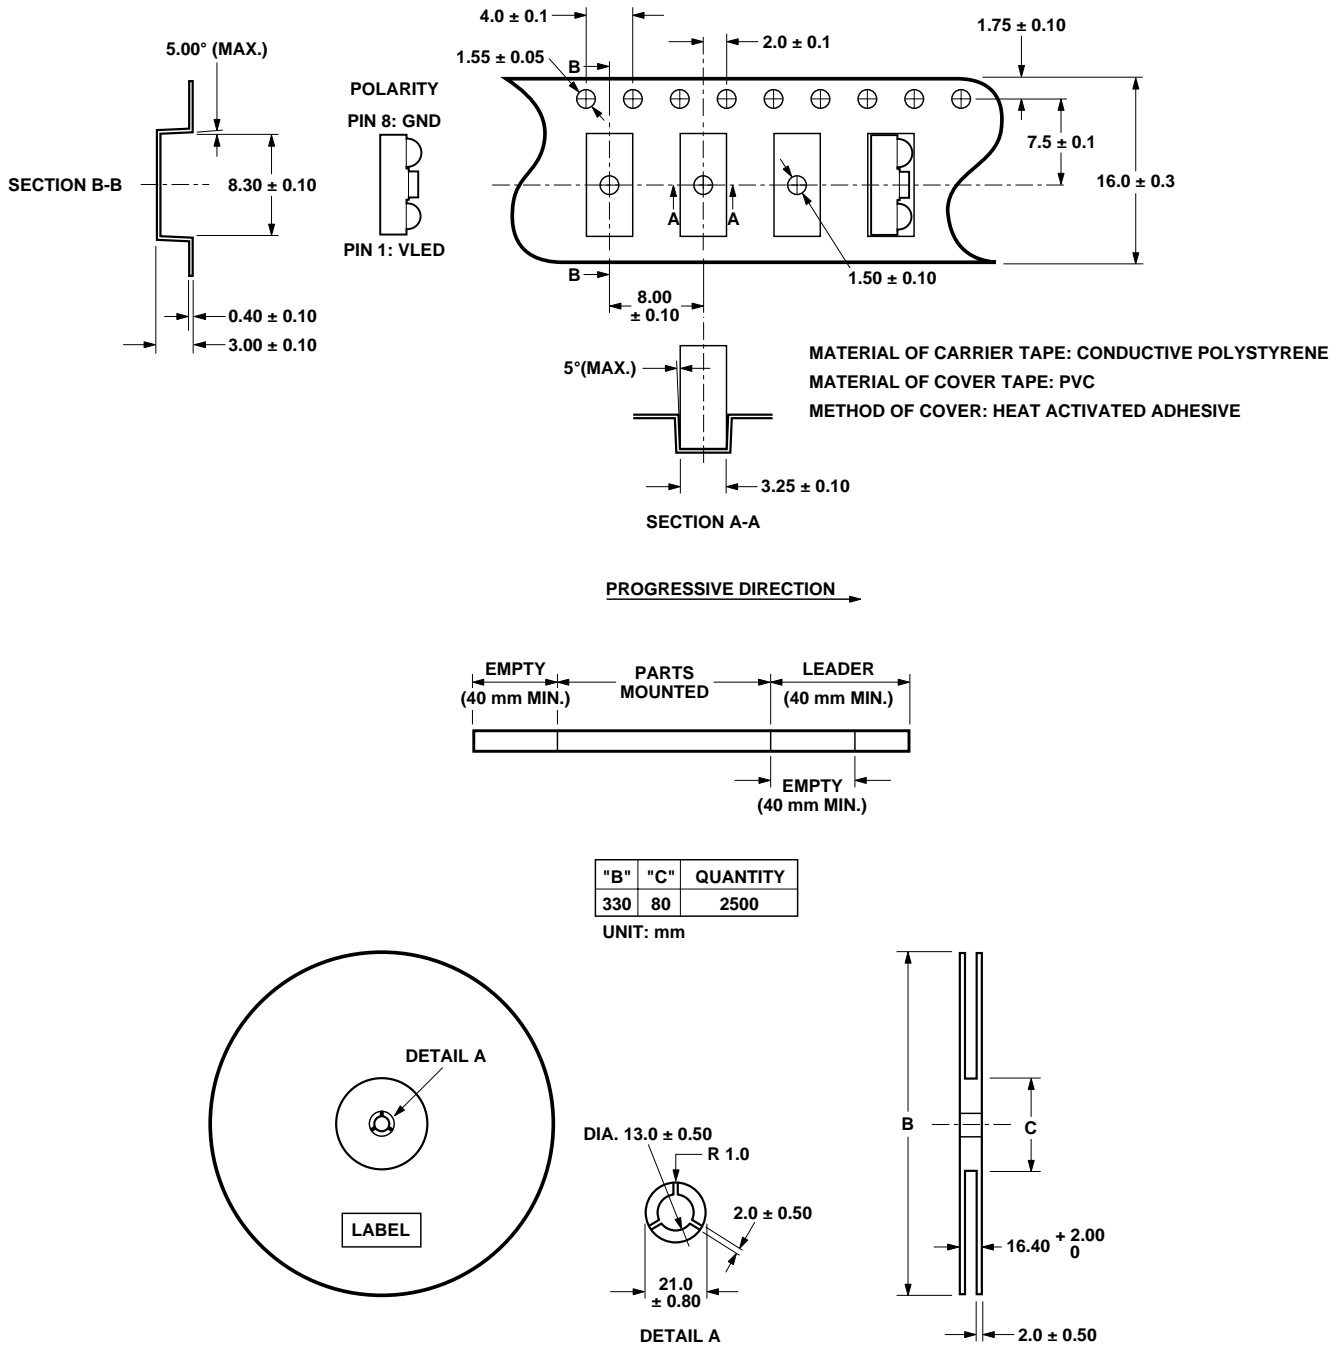 4.0 ± 0.1
2.0 ± 0.1
1.75 ± 0.10
5.00° (MAX.)
1.55 ± 0.05
B
POLARITY
PIN 8: GND
7.5 ± 0.1
SECTION B-B
8.30 ± 0.10
16.0 ± 0.3
A
A
PIN 1: VLED
B
1.50 ± 0.10
8.00
± 0.10
0.40 ± 0.10
3.00 ± 0.10
MATERIAL OF CARRIER TAPE: CONDUCTIVE POLYSTYRENE
5°(MAX.)
MATERIAL OF COVER TAPE: PVC
METHOD OF COVER: HEAT ACTIVATED ADHESIVE
3.25 ± 0.10
SECTION A-A
PROGRESSIVE DIRECTION
EMPTY
(40 mm MIN.)
PARTS
MOUNTED
LEADER
(40 mm MIN.)
EMPTY
(40 mm MIN.)
"B" "C" QUANTITY
330 80 2500
UNIT: mm
DETAIL A
LABEL
DIA. 13.0 ± 0.50
R 1.0
2.0 ± 0.50
21.0
± 0.80
DETAIL A
B
C
16.40 + 2.00
0
2.0 ± 0.50